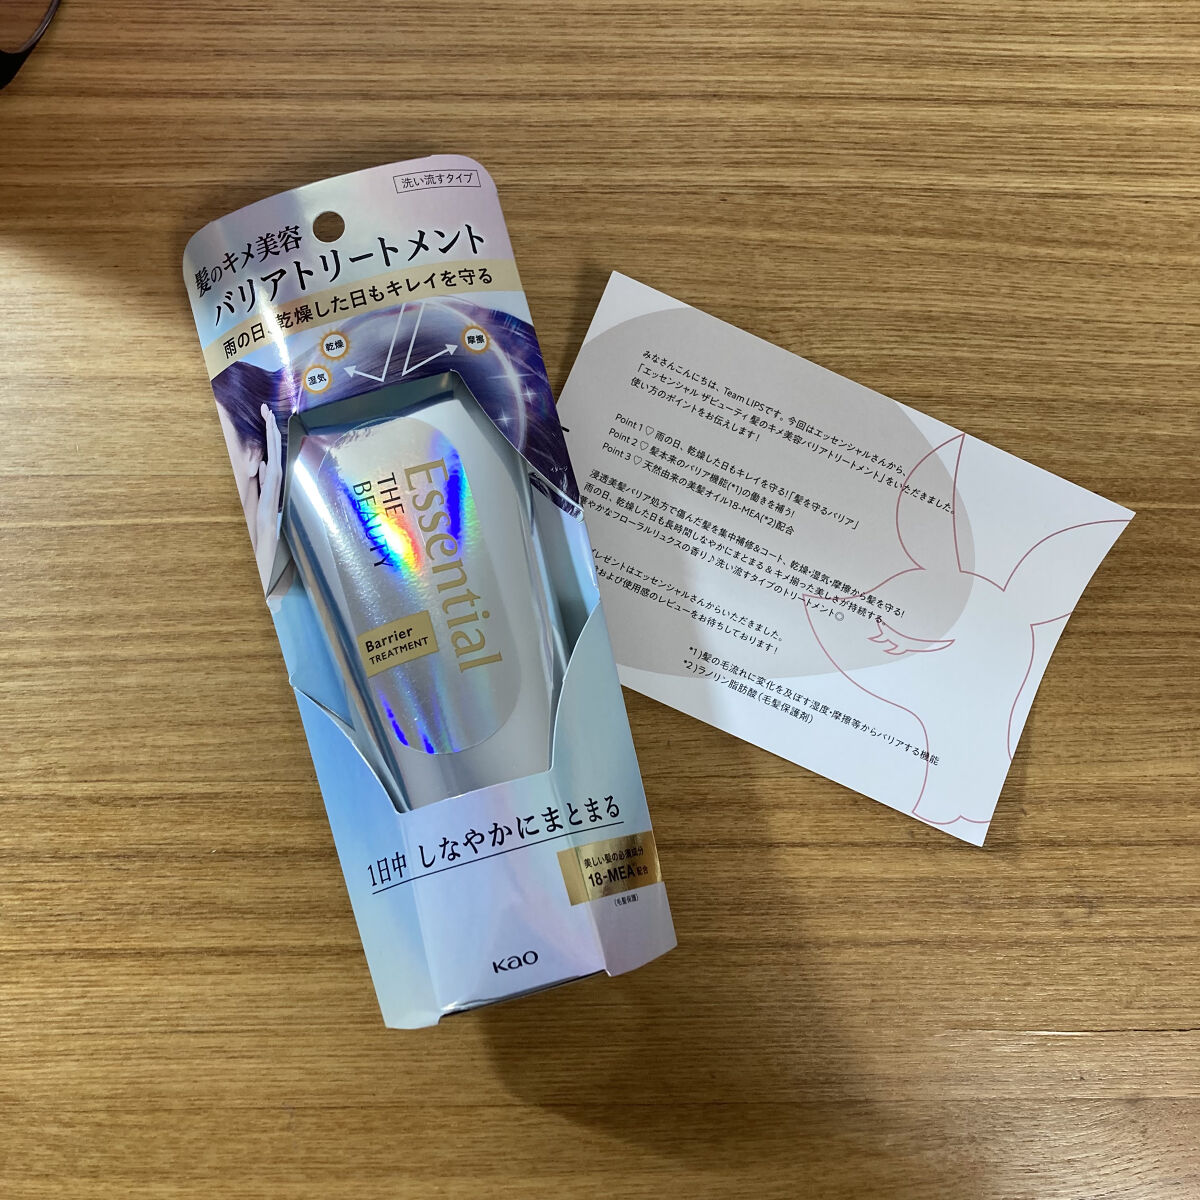 洗い流すタイプ
髪のキメ美容
バリアトリートメント
雨の日、乾燥した日もキレイを守る
乾燥
摩擦
湿気
イメージ
Essential
THE
BEAUTY
Barrier
TREATMENT
1日中 しなやかにまとまる
美しい髪の必須成分
18-MEA 配合
(毛髪保護)
Kao
みなさんこんにちは、Team LIPSです。今回はエッセンシャルさんから、
「エッセンシャル ザビューティ 髪のキメ美容バリアトリートメント」をいただきました。
使い方のポイントをお伝えします!
Point 1 ♡ 雨の日、乾燥した日もキレイを守る!「髪を守るバリア」
Point 2 ♡ 髪本来のバリア機能(*1)の働きを補う!
Point 3 ♡ 天然由来の美髪オイル18-MEA(*2)配合
浸透美髪バリア処方で傷んだ髪を集中補修&コート、乾燥・湿気・摩擦から髪を守る!
雨の日、乾燥した日も長時間しなやかにまとまる & キメ揃った美しさが持続する。
やかなフローラルリュクスの香り♪ 洗い流すタイプのトリートメント◎
レゼントはエッセンシャルさんからいただきました。
および使用感のレビューをお待ちしております!
*1)髪の毛流れに変化を及ぼす湿度・摩擦等からバリアする機能
*2)ラノリン脂肪酸(毛髪保護剤)